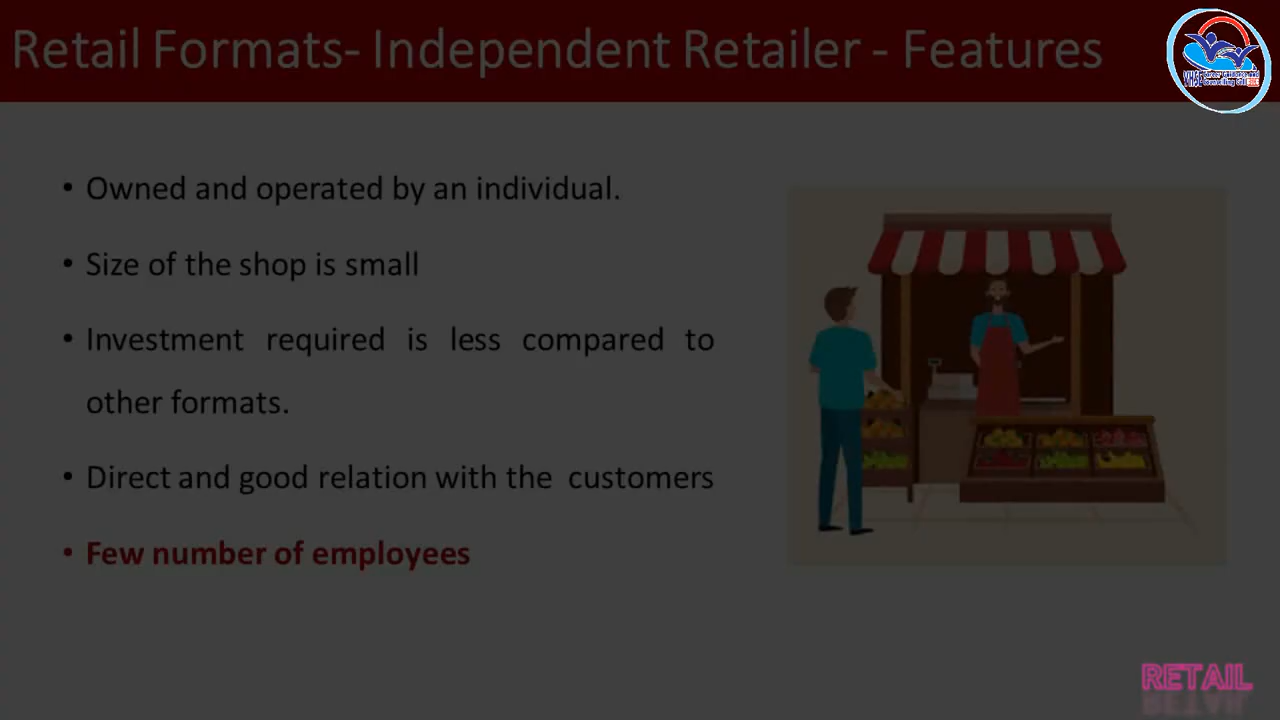 Retail Formats- Independent Retailer - Features
• Owned and operated by an individual.
• Size of the shop is small
• Investment required is less compared to
other formats.
• Direct and good relation with the customers
• Few number of employees
RETAIL